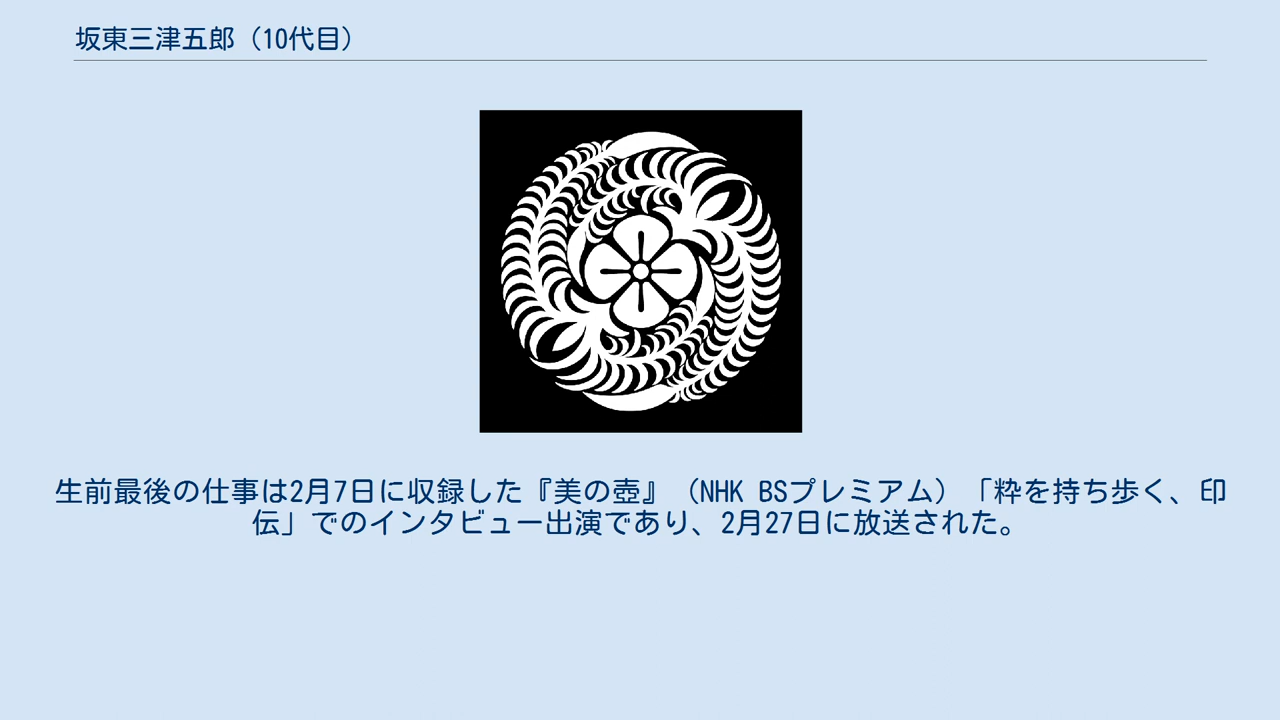 坂東三津五郎（10代目）
生前最後の仕事は2月7日に収録した『美の壺』（NHK BSプレミアム）「粋を持ち歩く、印
伝」でのインタビュー出演であり、2月27日に放送された。